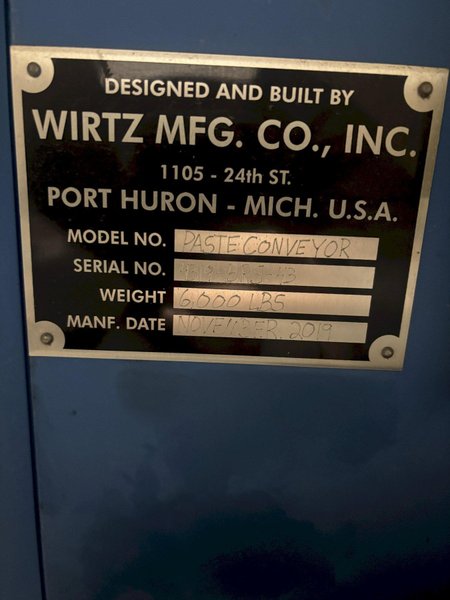 DESIGNED AND BUILT BY
WIRTZ MFG. CO., INC.
1105 - 24th ST.
PORT HURON - MICH. U.S.A.
MODEL NO. PASTE CONVEYOR
SERIAL NO.
WEIGHT 6,000 LBS
MANF. DATE NOVEMBER 2019